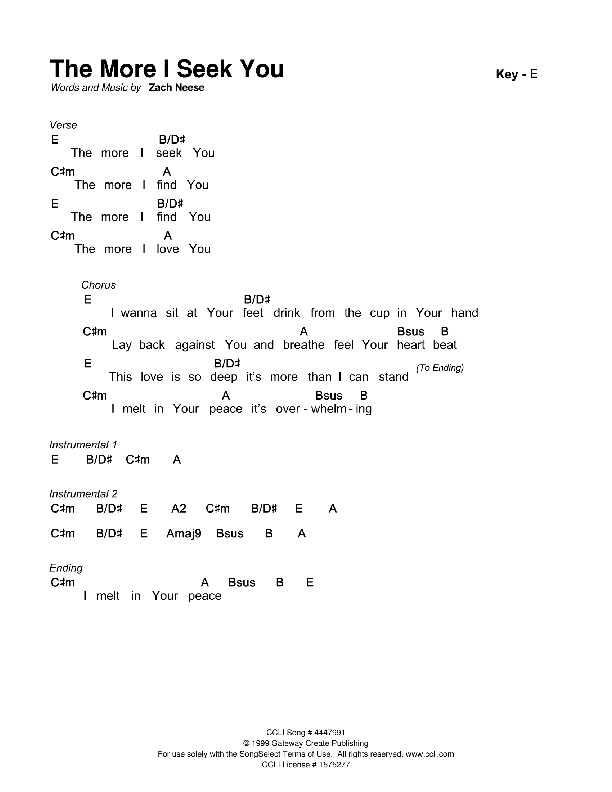 The More I Seek You
Key - E
Words and Music by Zach Neese
Verse
E B/D♯
The more I seek You
C♯m A
The more I find You
E B/D♯
The more I find You
C♯m A
The more I love You
Chorus
E B/D♯
I wanna sit at Your feet drink from the cup in Your hand
C♯m A Bsus B
Lay back against You and breathe feel Your heart beat
E B/D♯
This love is so deep it's more than I can stand (To Ending)
C♯m A Bsus B
I melt in Your peace it's over - whelm - ing
Instrumental 1
E B/D♯ C♯m A
Instrumental 2
C♯m B/D♯ E A2 C♯m B/D♯ E A
C♯m B/D♯ E Amaj9 Bsus B A
Ending
C♯m A Bsus B E
I melt in Your peace
CCLI Song # 4447991
© 1999 Gateway Create Publishing
For use solely with the SongSelect Terms of Use. All rights reserved. www.ccli.com
CCLI License # 1575277